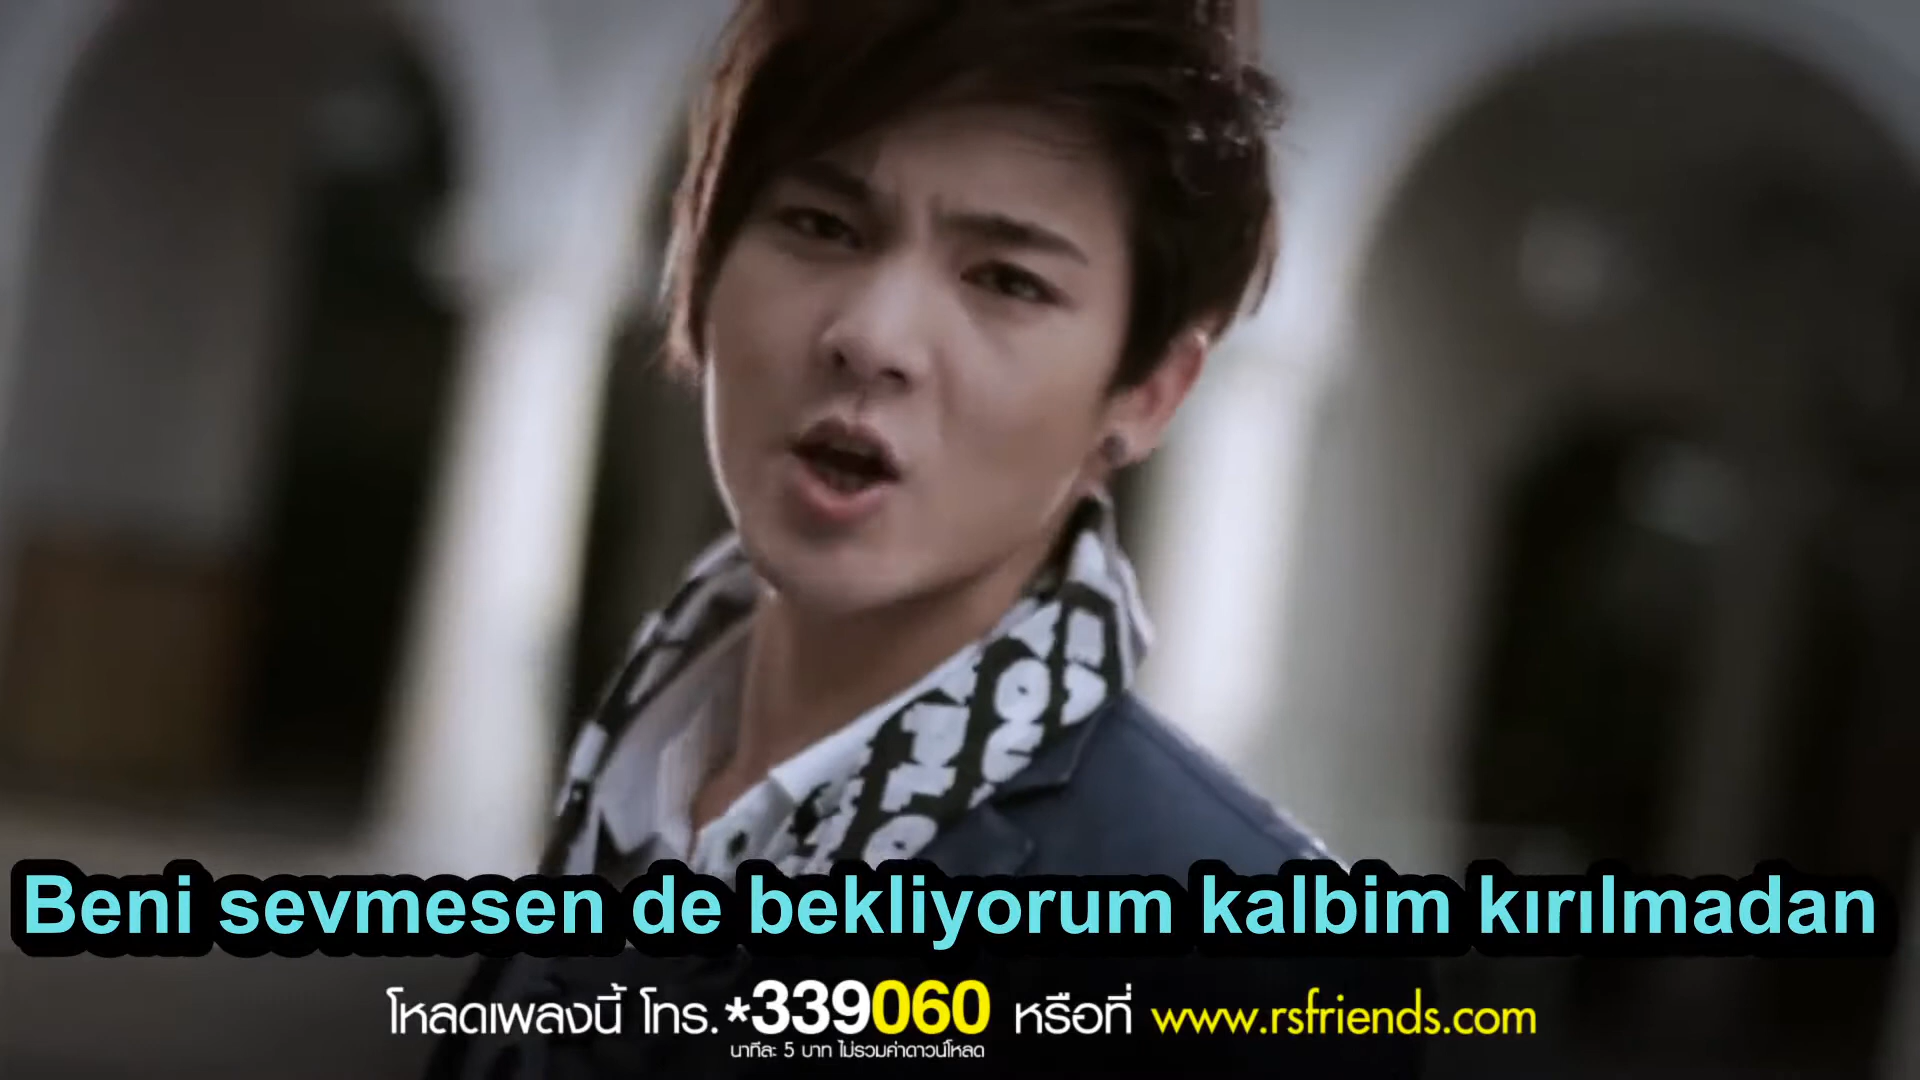 Beni sevmesen de bekliyorum kalbim kırılmadan
โหลดเพลงนี้ โทร.*339060 หรือที่ www.rsfriends.com
นาทีละ 5 บาท ไม่รวมค่าดาวน์โหลด